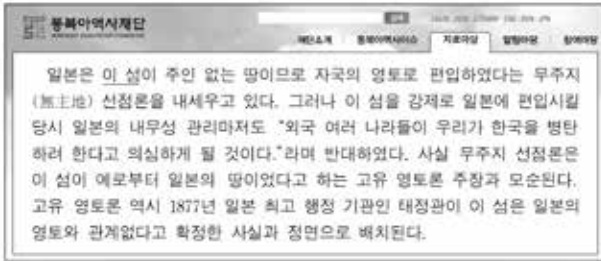 동북아역사재단
재단소개 동북아역사이슈 자료마당 알림마당 참여마당
일본은 이 섬이 주인 없는 땅이므로 자국의 영토로 편입하였다는 무주지
(無主地) 선점론을 내세우고 있다. 그러나 이 섬을 강제로 일본에 편입시킬
당시 일본의 내무성 관리마저도 "외국 여러 나라들이 우리가 한국을 병탄
하려 한다고 의심하게 될 것이다."라며 반대하였다. 사실 무주지 선점론은
이 섬이 예로부터 일본의 땅이었다고 하는 고유 영토론 주장과 모순된다.
고유 영토론 역시 1877년 일본 최고 행정 기관인 태정관이 이 섬은 일본의
영토와 관계없다고 확정한 사실과 정면으로 배치된다.